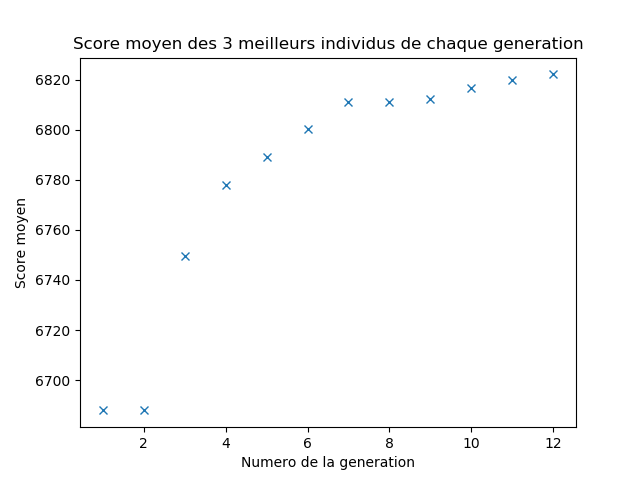 Score moyen des 3 meilleurs individus de chaque generation
6820
6800
6780
6760
6740
6720
6700
Score moyen
2 4 6 8 10 12
Numero de la generation